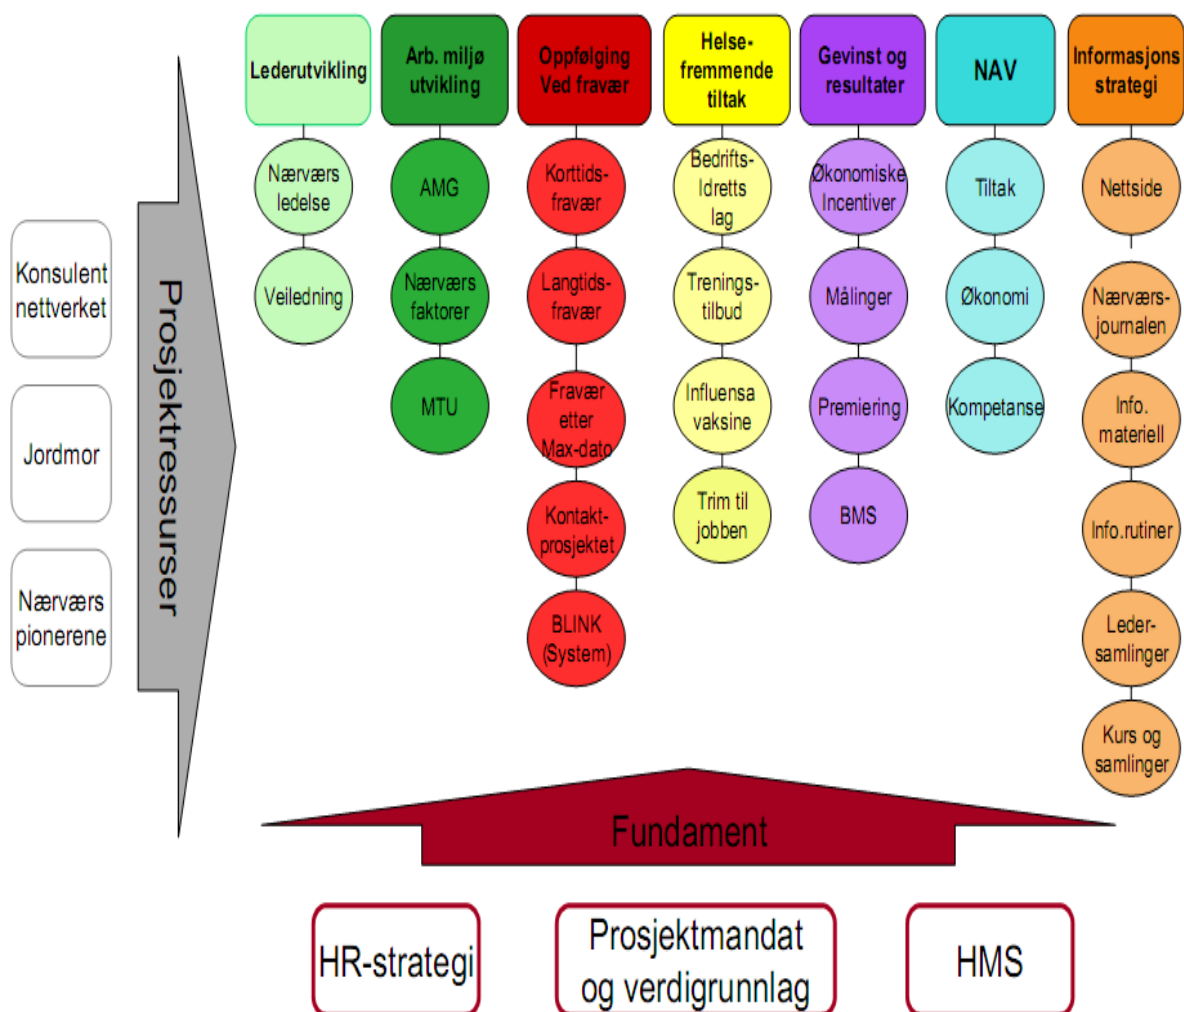 Lederutvikling
Arb. miljø
utvikling
Oppfølging
Ved fravær
Helse-
fremmende
tiltak
Gevinst og
resultater
NAV
Informasjons
strategi
Nærværs
ledelse
Veiledning
AMG
Nærværs
faktorer
MTU
Korttids-
fravær
Langtids-
fravær
Fravær
etter
Max-dato
Kontakt-
prosjektet
BLINK
(System)
Bedrifts-
Idretts
lag
Trenings-
tilbud
Influensa
vaksine
Trim til
jobben
Økonomiske
Incentiver
Målinger
Premiering
BMS
Tiltak
Økonomi
Kompetanse
Nettside
Nærværs-
journalen
Info.
materiell
Info.rutiner
Leder-
samlinger
Kurs og
samlinger
Konsulent
nettverket
Jordmor
Nærværs
pionerene
Prosjektressurser
Fundament
HR-strategi
Prosjektmandat
og verdigrunnlag
HMS